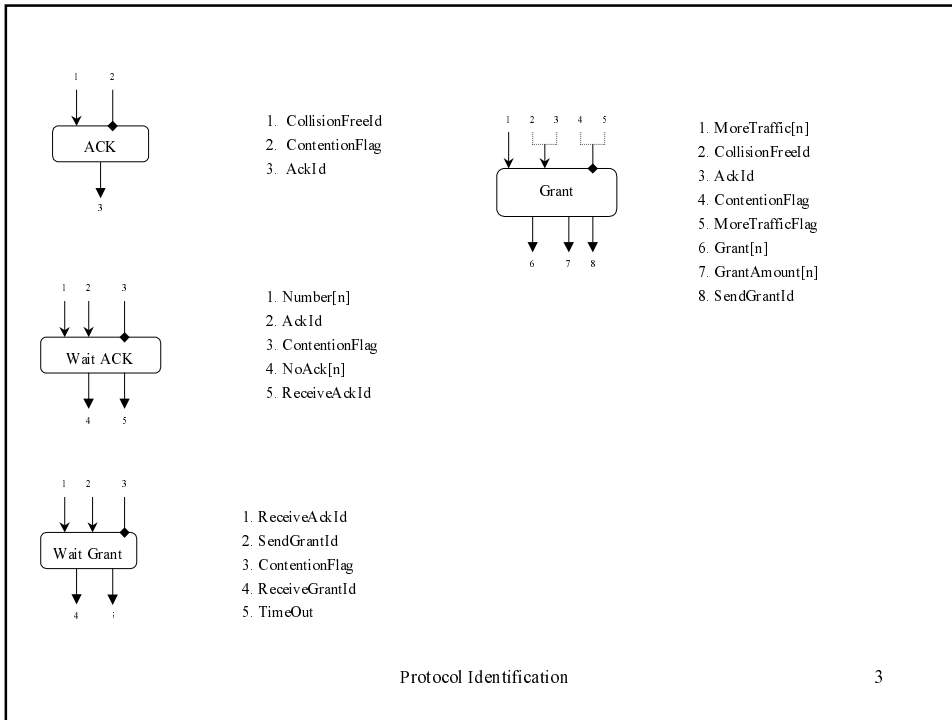 1 2
ACK
3
1. CollisionFreeId
2. ContentionFlag
3. AckId
1 2 3
Wait ACK
4 5
1. Number[n]
2. AckId
3. ContentionFlag
4. NoAck[n]
5. ReceiveAckId
1 2 3
Wait Grant
4
1. ReceiveAckId
2. SendGrantId
3. ContentionFlag
4. ReceiveGrantId
5. TimeOut
1 2 3 4 5
Grant
6 7 8
1. MoreTraffic[n]
2. CollisionFreeId
3. AckId
4. ContentionFlag
5. MoreTrafficFlag
6. Grant[n]
7. GrantAmount[n]
8. SendGrantId
Protocol Identification 3